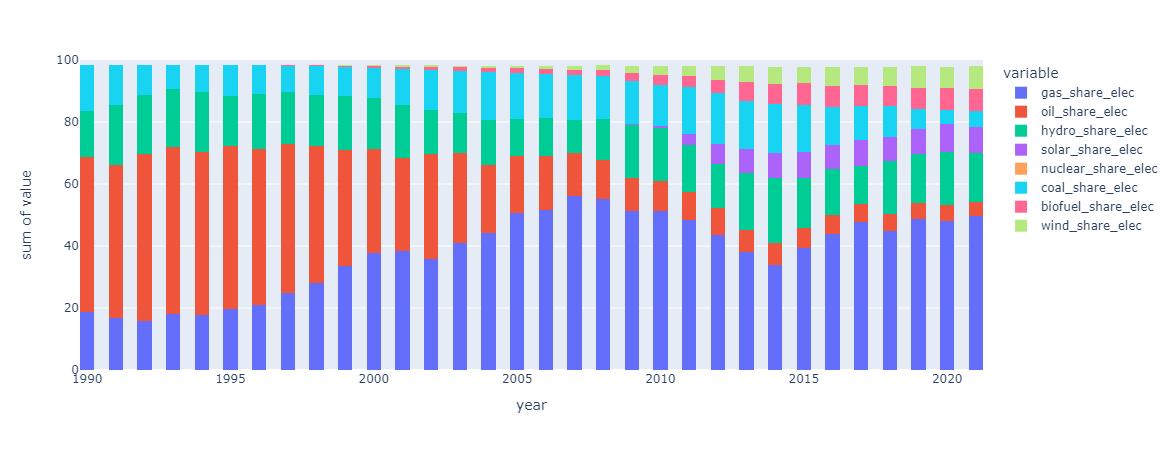 100
80
60
40
20
0
sum of value
1990
1995
2000
2005
2010
2015
2020
year
variable
gas_share_elec
oil_share_elec
hydro_share_elec
solar_share_elec
nuclear_share_elec
coal_share_elec
biofuel_share_elec
wind_share_elec